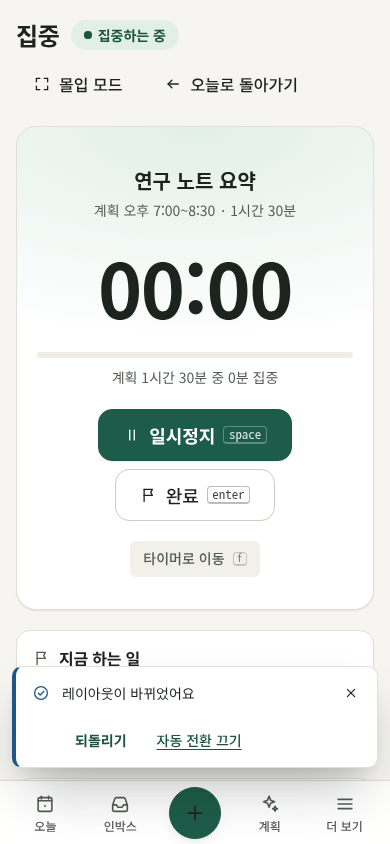 집중
집중하는 중
몰입 모드
오늘로 돌아가기
연구 노트 요약
계획 오후 7:00~8:30 · 1시간 30분
00:00
계획 1시간 30분 중 0분 집중
일시정지 space
완료 enter
타이머로 이동 f
지금 하는 일
레이아웃이 바뀌었어요
되돌리기 자동 전환 끄기
오늘 인박스 계획 더 보기